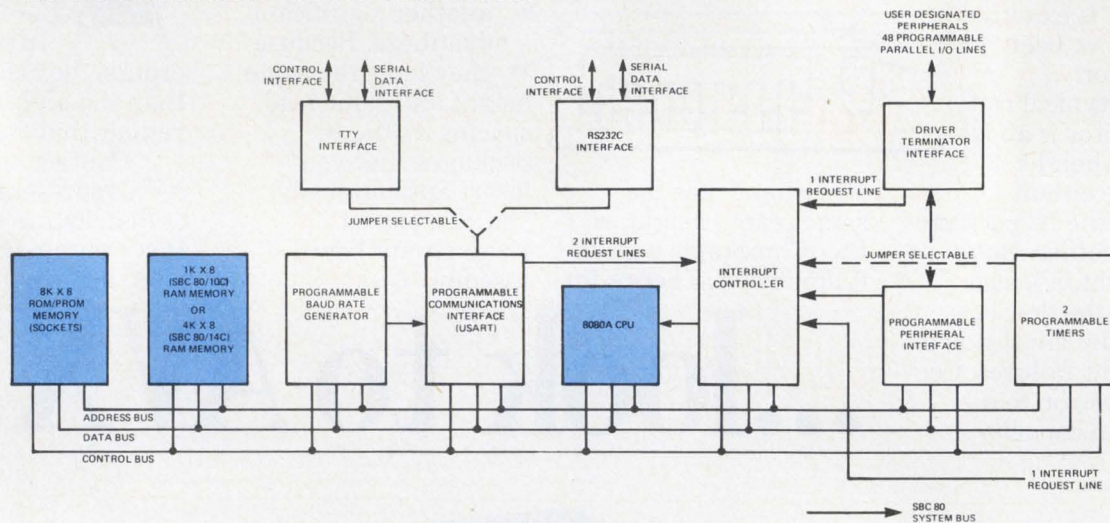 USER DESIGNATED
PERIPHERALS
48 PROGRAMMABLE
PARALLEL I/O LINES
CONTROL
INTERFACE
SERIAL
DATA
INTERFACE
CONTROL
INTERFACE
SERIAL
DATA
INTERFACE
TTY
INTERFACE
RS232C
INTERFACE
DRIVER
TERMINATOR
INTERFACE
1 INTERRUPT
REQUEST LINE
JUMPER SELECTABLE
2 INTERRUPT
REQUEST LINES
JUMPER SELECTABLE
8K X 8
ROM/PROM
MEMORY
(SOCKETS)
1K X 8
(SBC 80/10C)
RAM MEMORY
OR
4K X 8
(SBC 80/14C)
RAM MEMORY
PROGRAMMABLE
BAUD RATE
GENERATOR
PROGRAMMABLE
COMMUNICATIONS
INTERFACE
(USART)
8080A CPU
INTERRUPT
CONTROLLER
PROGRAMMABLE
PERIPHERAL
INTERFACE
2
PROGRAMMABLE
TIMERS
ADDRESS BUS
DATA BUS
CONTROL BUS
1 INTERRUPT
REQUEST LINE
SBC 80
SYSTEM BUS